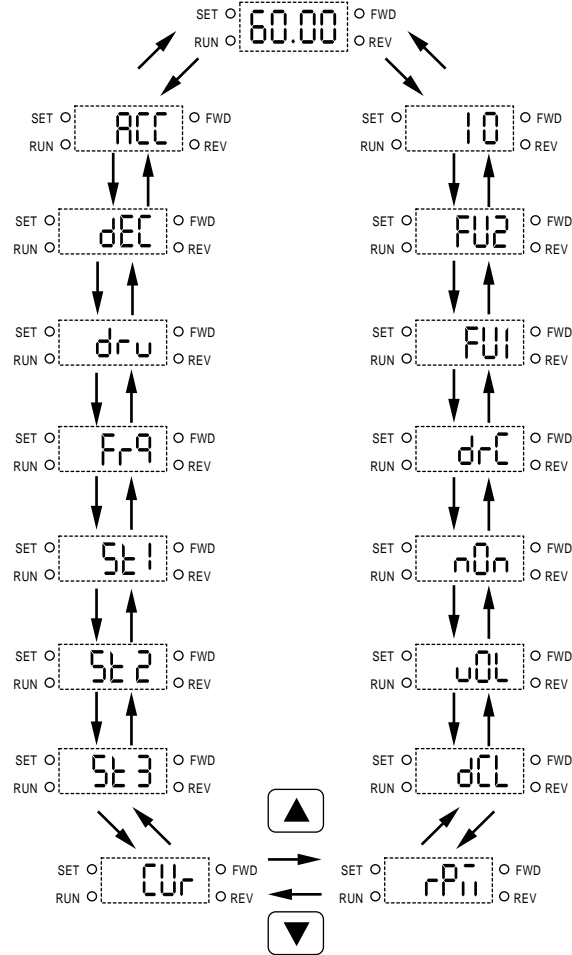 SET 60.00 FWD
RUN REV
SET ACC FWD
RUN REV
SET dEC FWD
RUN REV
SET drv FWD
RUN REV
SET Frq FWD
RUN REV
SET St1 FWD
RUN REV
SET St2 FWD
RUN REV
SET St3 FWD
RUN REV
SET CUr FWD
RUN REV
SET IO FWD
RUN REV
SET FU2 FWD
RUN REV
SET FU1 FWD
RUN REV
SET drC FWD
RUN REV
SET nOn FWD
RUN REV
SET vOL FWD
RUN REV
SET dCL FWD
RUN REV
SET rPm FWD
RUN REV